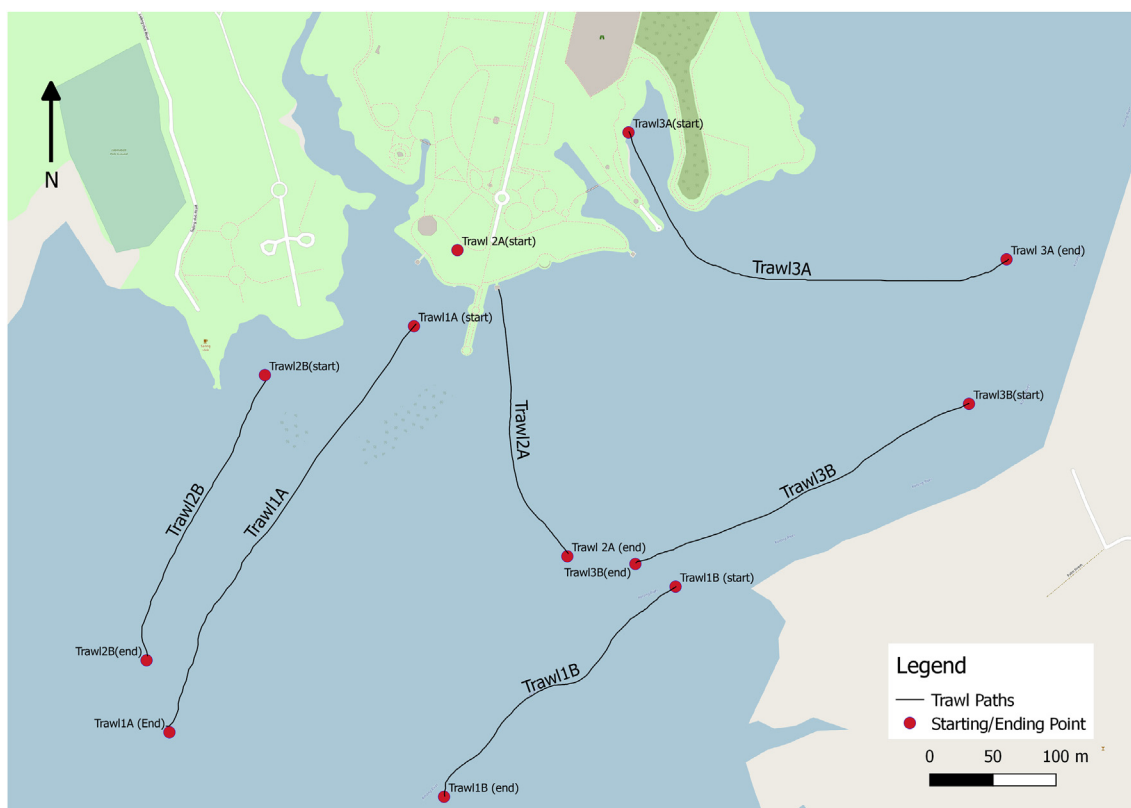 Trawl3A(start)
N
Trawl 2A(start)
Trawl 3A (end)
Trawl3A
Trawl1A (start)
Trawl2B(start)
Trawl3B(start)
Trawl2A
Trawl3B
Trawl1A
Trawl2B
Trawl 2A (end)
Trawl3B(end)
Trawl1B (start)
Trawl2B(end)
Trawl1B
Legend
Trawl Paths
Trawl1A (End)
Starting/Ending Point
0 50 100 m
Trawl1B (end)